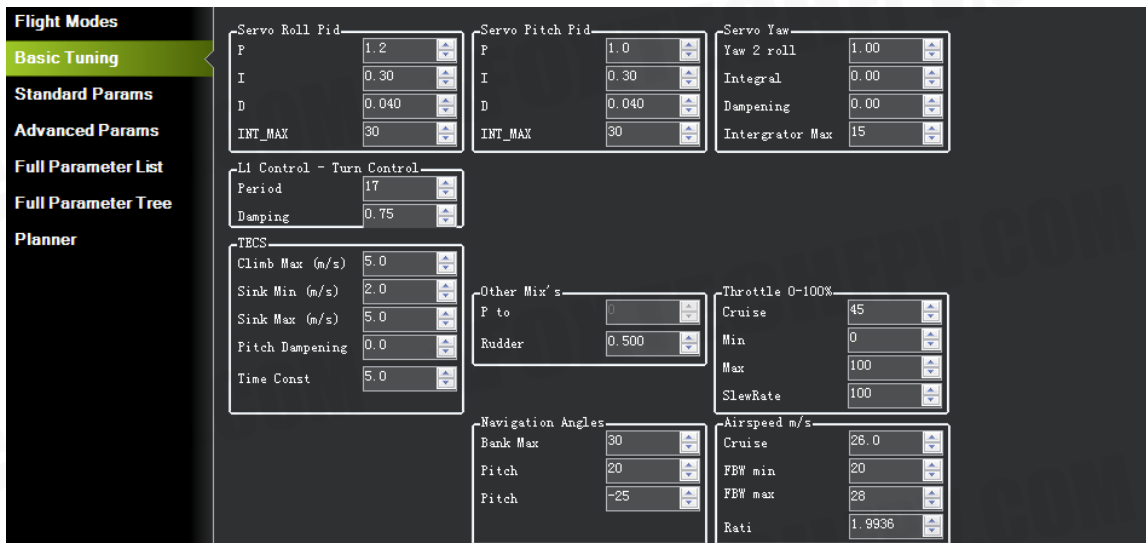 Flight Modes
Basic Tuning
Standard Params
Advanced Params
Full Parameter List
Full Parameter Tree
Planner
Servo Roll Pid
P 1.2
I 0.30
D 0.040
INT_MAX 30
Servo Pitch Pid
P 1.0
I 0.30
D 0.040
INT_MAX 30
Servo Yaw
Yaw 2 roll 1.00
Integral 0.00
Dampening 0.00
Intergrator Max 15
L1 Control - Turn Control
Period 17
Damping 0.75
TECS
Climb Max (m/s) 5.0
Sink Min (m/s) 2.0
Sink Max (m/s) 5.0
Pitch Dampening 0.0
Time Const 5.0
Other Mix's
P to 0
Rudder 0.500
Throttle 0-100%
Cruise 45
Min 0
Max 100
SlewRate 100
Navigation Angles
Bank Max 30
Pitch 20
Pitch -25
Airspeed m/s
Cruise 26.0
FBW min 20
FBW max 28
Rati 1.9936